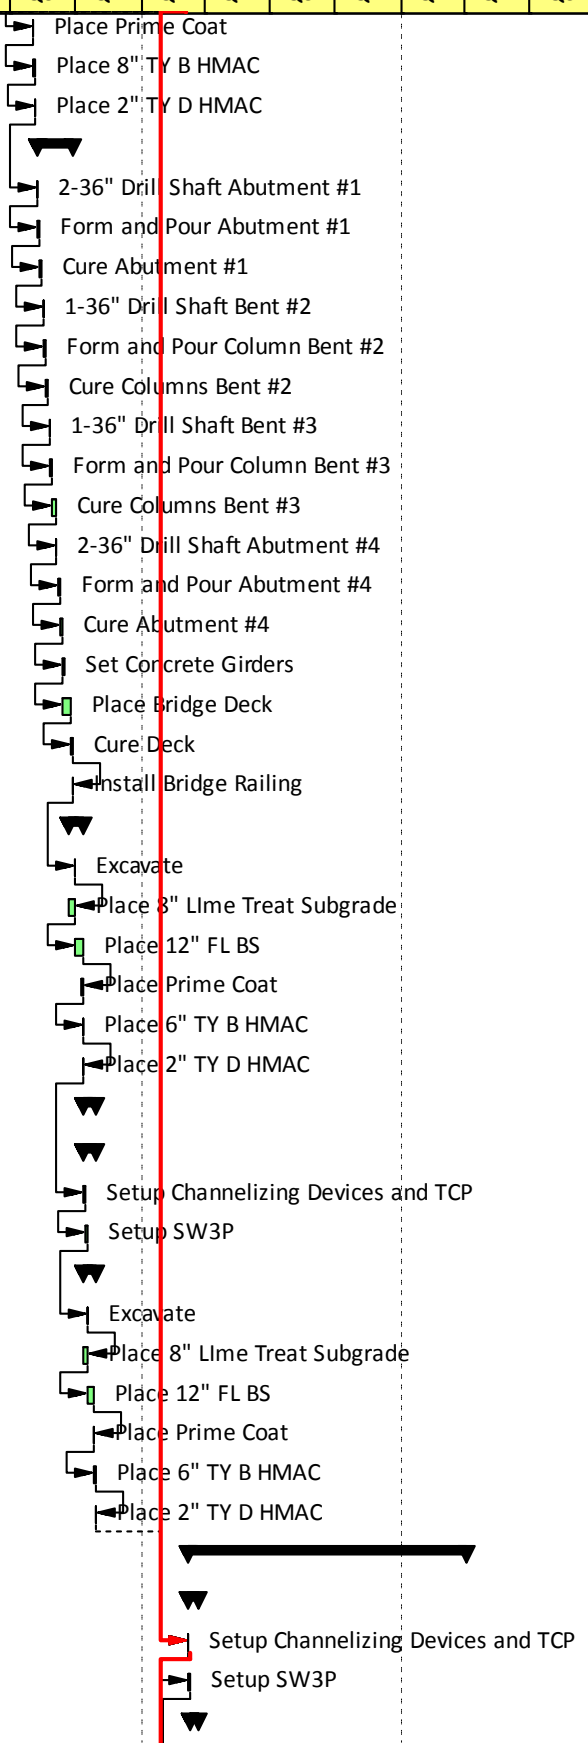 Place Prime Coat
Place 8" TY B HMAC
Place 2" TY D HMAC
2-36" Drill Shaft Abutment #1
Form and Pour Abutment #1
Cure Abutment #1
1-36" Drill Shaft Bent #2
Form and Pour Column Bent #2
Cure Columns Bent #2
1-36" Drill Shaft Bent #3
Form and Pour Column Bent #3
Cure Columns Bent #3
2-36" Drill Shaft Abutment #4
Form and Pour Abutment #4
Cure Abutment #4
Set Concrete Girders
Place Bridge Deck
Cure Deck
Install Bridge Railing
Excavate
Place 8" LIme Treat Subgrade
Place 12" FL BS
Place Prime Coat
Place 6" TY B HMAC
Place 2" TY D HMAC
Setup Channelizing Devices and TCP
Setup SW3P
Excavate
Place 8" LIme Treat Subgrade
Place 12" FL BS
Place Prime Coat
Place 6" TY B HMAC
Place 2" TY D HMAC
Setup Channelizing Devices and TCP
Setup SW3P